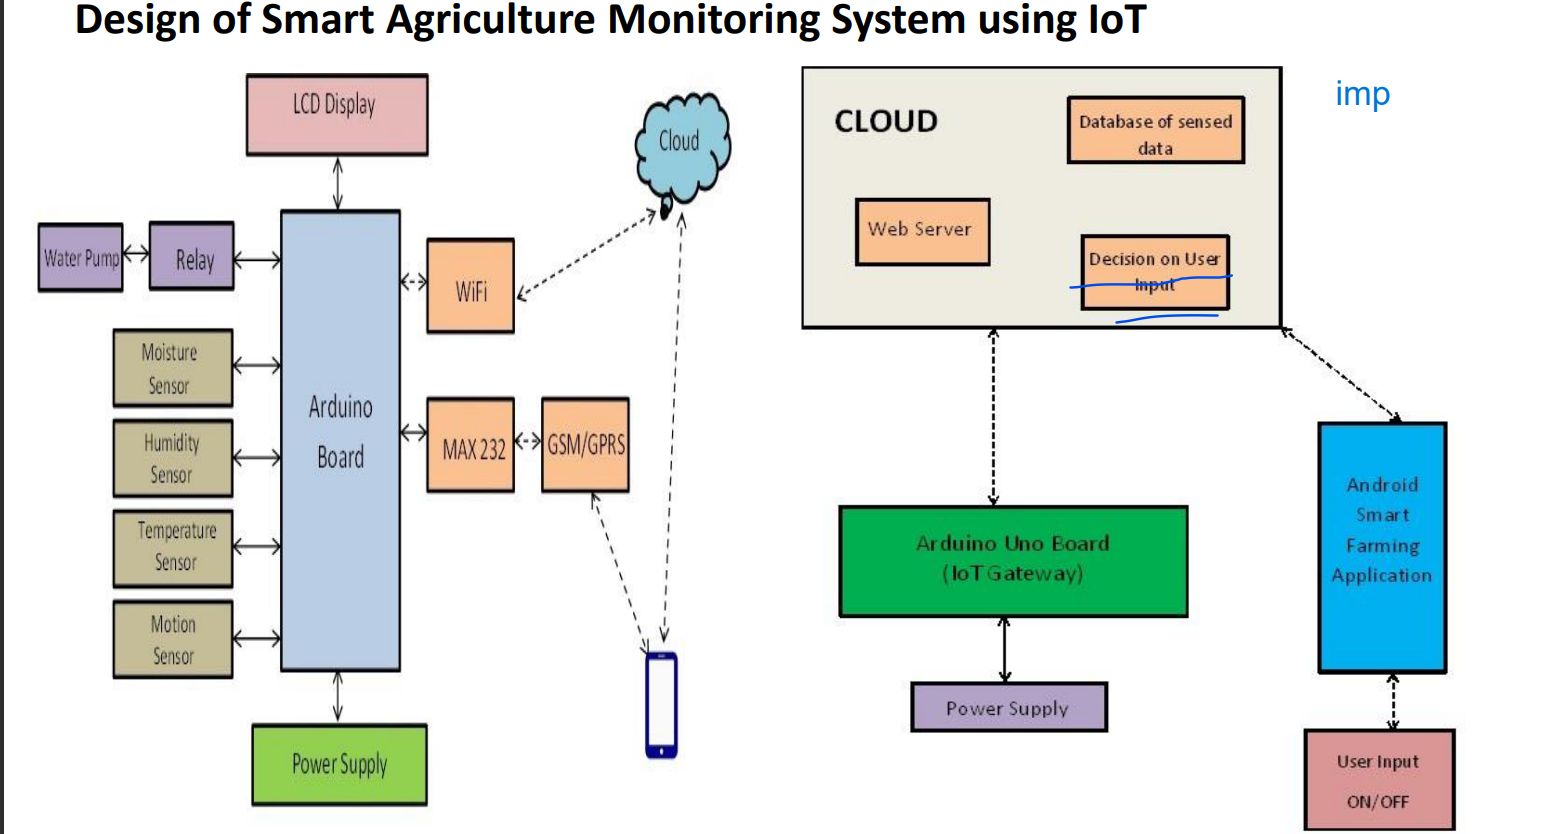 Design of Smart Agriculture Monitoring System using IoT
LCD Display
Water Pump
Relay
Moisture
Sensor
Humidity
Sensor
Temperature
Sensor
Motion
Sensor
Arduino
Board
Power Supply
WiFi
MAX 232
GSM/GPRS
Cloud
imp
CLOUD
Database of sensed
data
Web Server
Decision on User
Input
Arduino Uno Board
(IoT Gateway)
Power Supply
Android
Smart
Farming
Application
User Input
ON/OFF